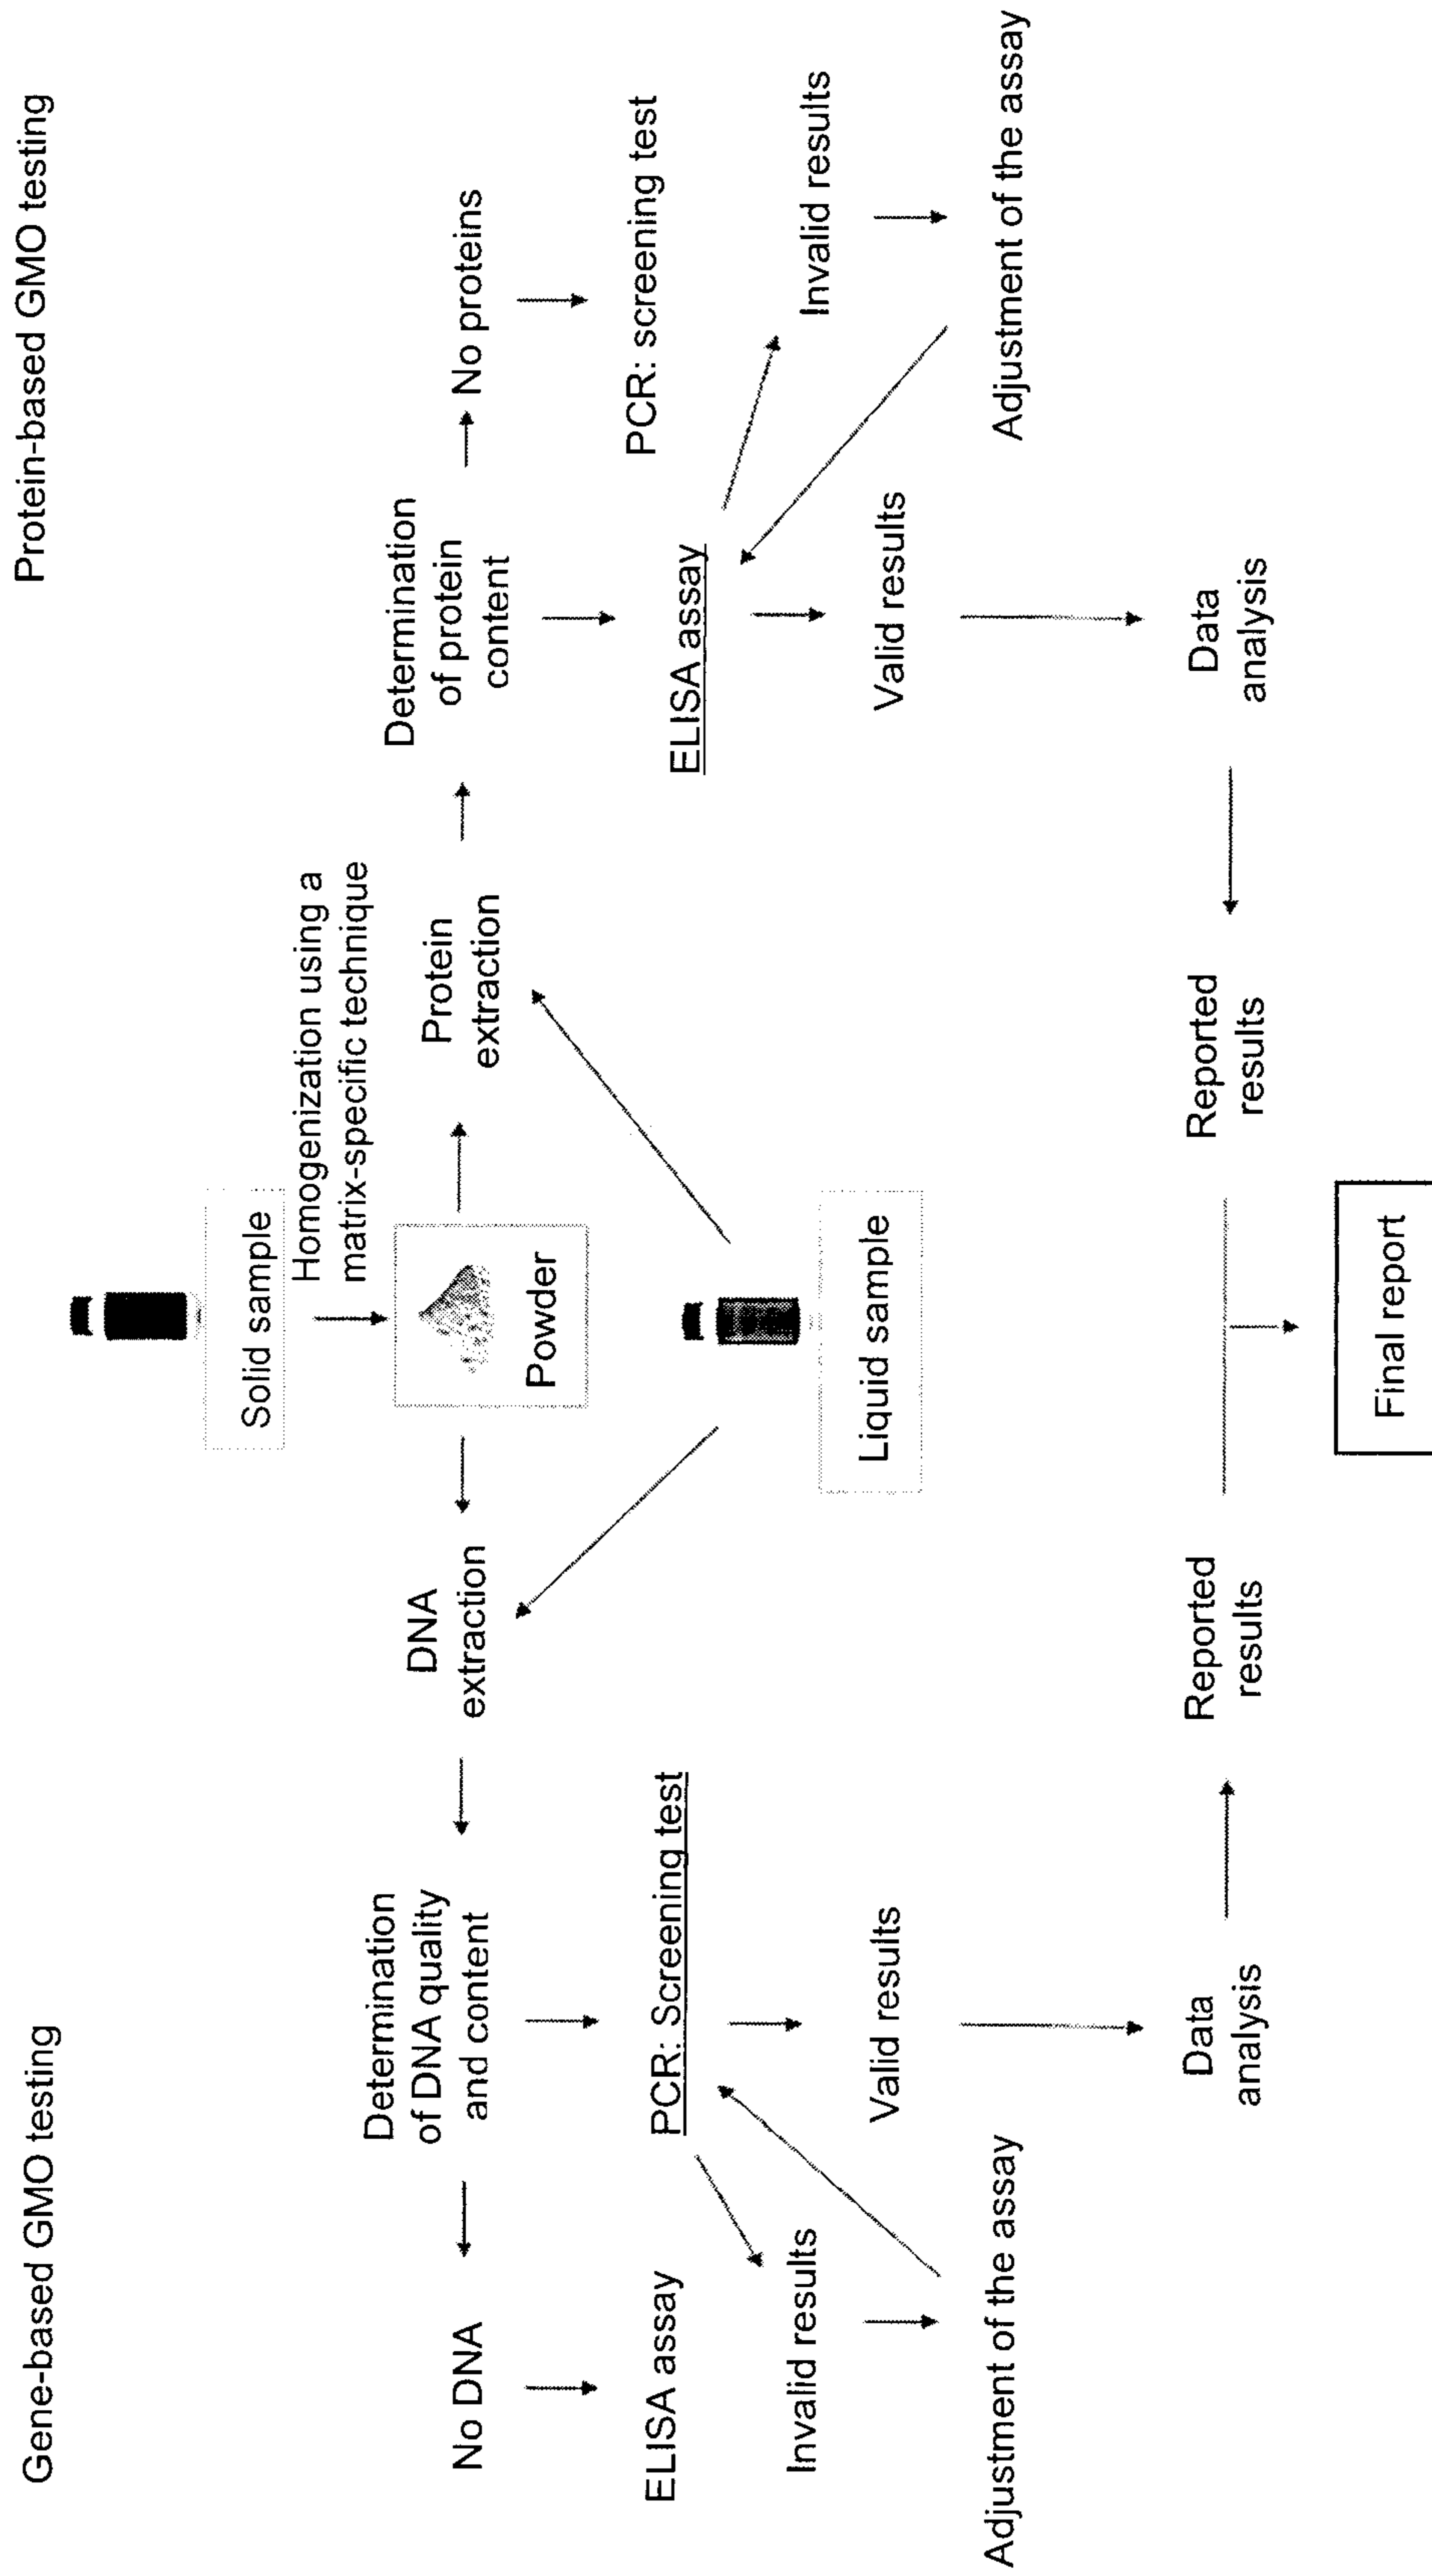 Gene-based GMO testing
Protein-based GMO testing
Solid sample
Homogenization using a
matrix-specific technique
Powder
Liquid sample
DNA
extraction
Determination
of DNA quality
and content
No DNA
ELISA assay
PCR: Screening test
Invalid results
Valid results
Adjustment of the assay
Data
analysis
Reported
results
Protein
extraction
Determination
of protein
content
No proteins
PCR: screening test
ELISA assay
Invalid results
Valid results
Adjustment of the assay
Data
analysis
Reported
results
Final report